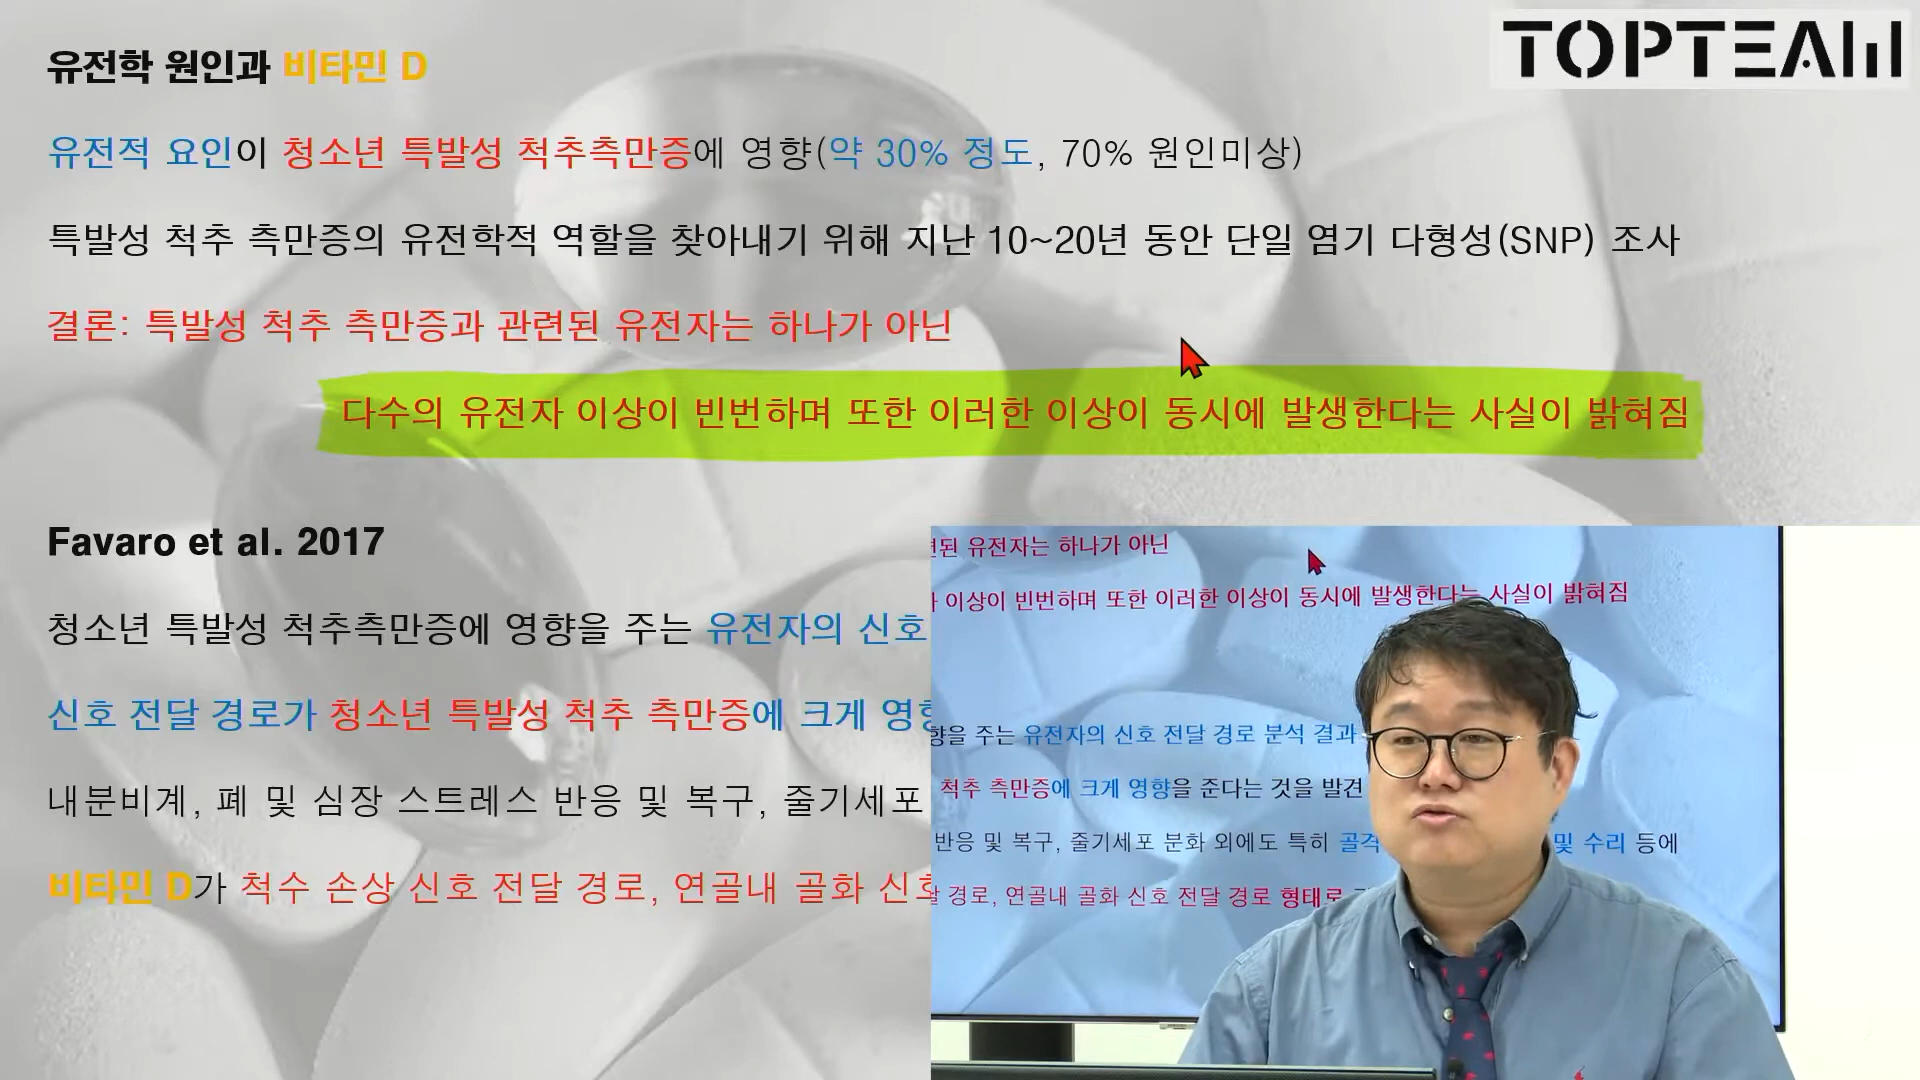 유전학 원인과 비타민 D
TOPTEAM
유전적 요인이 청소년 특발성 척추측만증에 영향(약 30% 정도, 70% 원인미상)
특발성 척추 측만증의 유전학적 역할을 찾아내기 위해 지난 10~20년 동안 단일 염기 다형성(SNP) 조사
결론: 특발성 척추 측만증과 관련된 유전자는 하나가 아닌
다수의 유전자 이상이 빈번하며 또한 이러한 이상이 동시에 발생한다는 사실이 밝혀짐
Favaro et al. 2017
청소년 특발성 척추측만증에 영향을 주는 유전자의 신호
신호 전달 경로가 청소년 특발성 척추 측만증에 크게 영향
내분비계, 폐 및 심장 스트레스 반응 및 복구, 줄기세포
비타민 D가 척수 손상 신호 전달 경로, 연골내 골화 신호
된 유전자는 하나가 아닌
이상이 빈번하며 또한 이러한 이상이 동시에 발생한다는 사실이 밝혀짐
향을 주는 유전자의 신호 전달 경로 분석 결과
척추 측만증에 크게 영향을 준다는 것을 발견
반응 및 복구, 줄기세포 분화 외에도 특히 골격 및 수리 등에
경로, 연골내 골화 신호 전달 경로 형태로